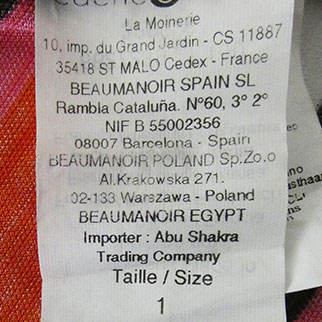 La Moinerie
10, imp. du Grand Jardin - CS 11887
35418 ST MALO Cedex - France
BEAUMANOIR SPAIN SL
Rambla Cataluña. N°60, 3° 2°
NIF B 55002356
08007 Barcelona - Spain
BEAUMANOIR POLAND Sp.Zo.o
Al.Krakowska 271.
02-133 Warszawa - Poland
BEAUMANOIR EGYPT
Importer : Abu Shakra
Trading Company
Taille / Size
1